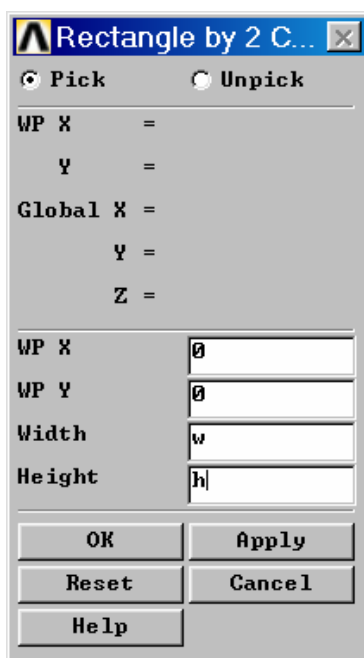 Rectangle by 2 C...
Pick Unpick
WP X =
Y =
Global X =
Y =
Z =
WP X 0
WP Y 0
Width w
Height h
OK Apply
Reset Cancel
Help